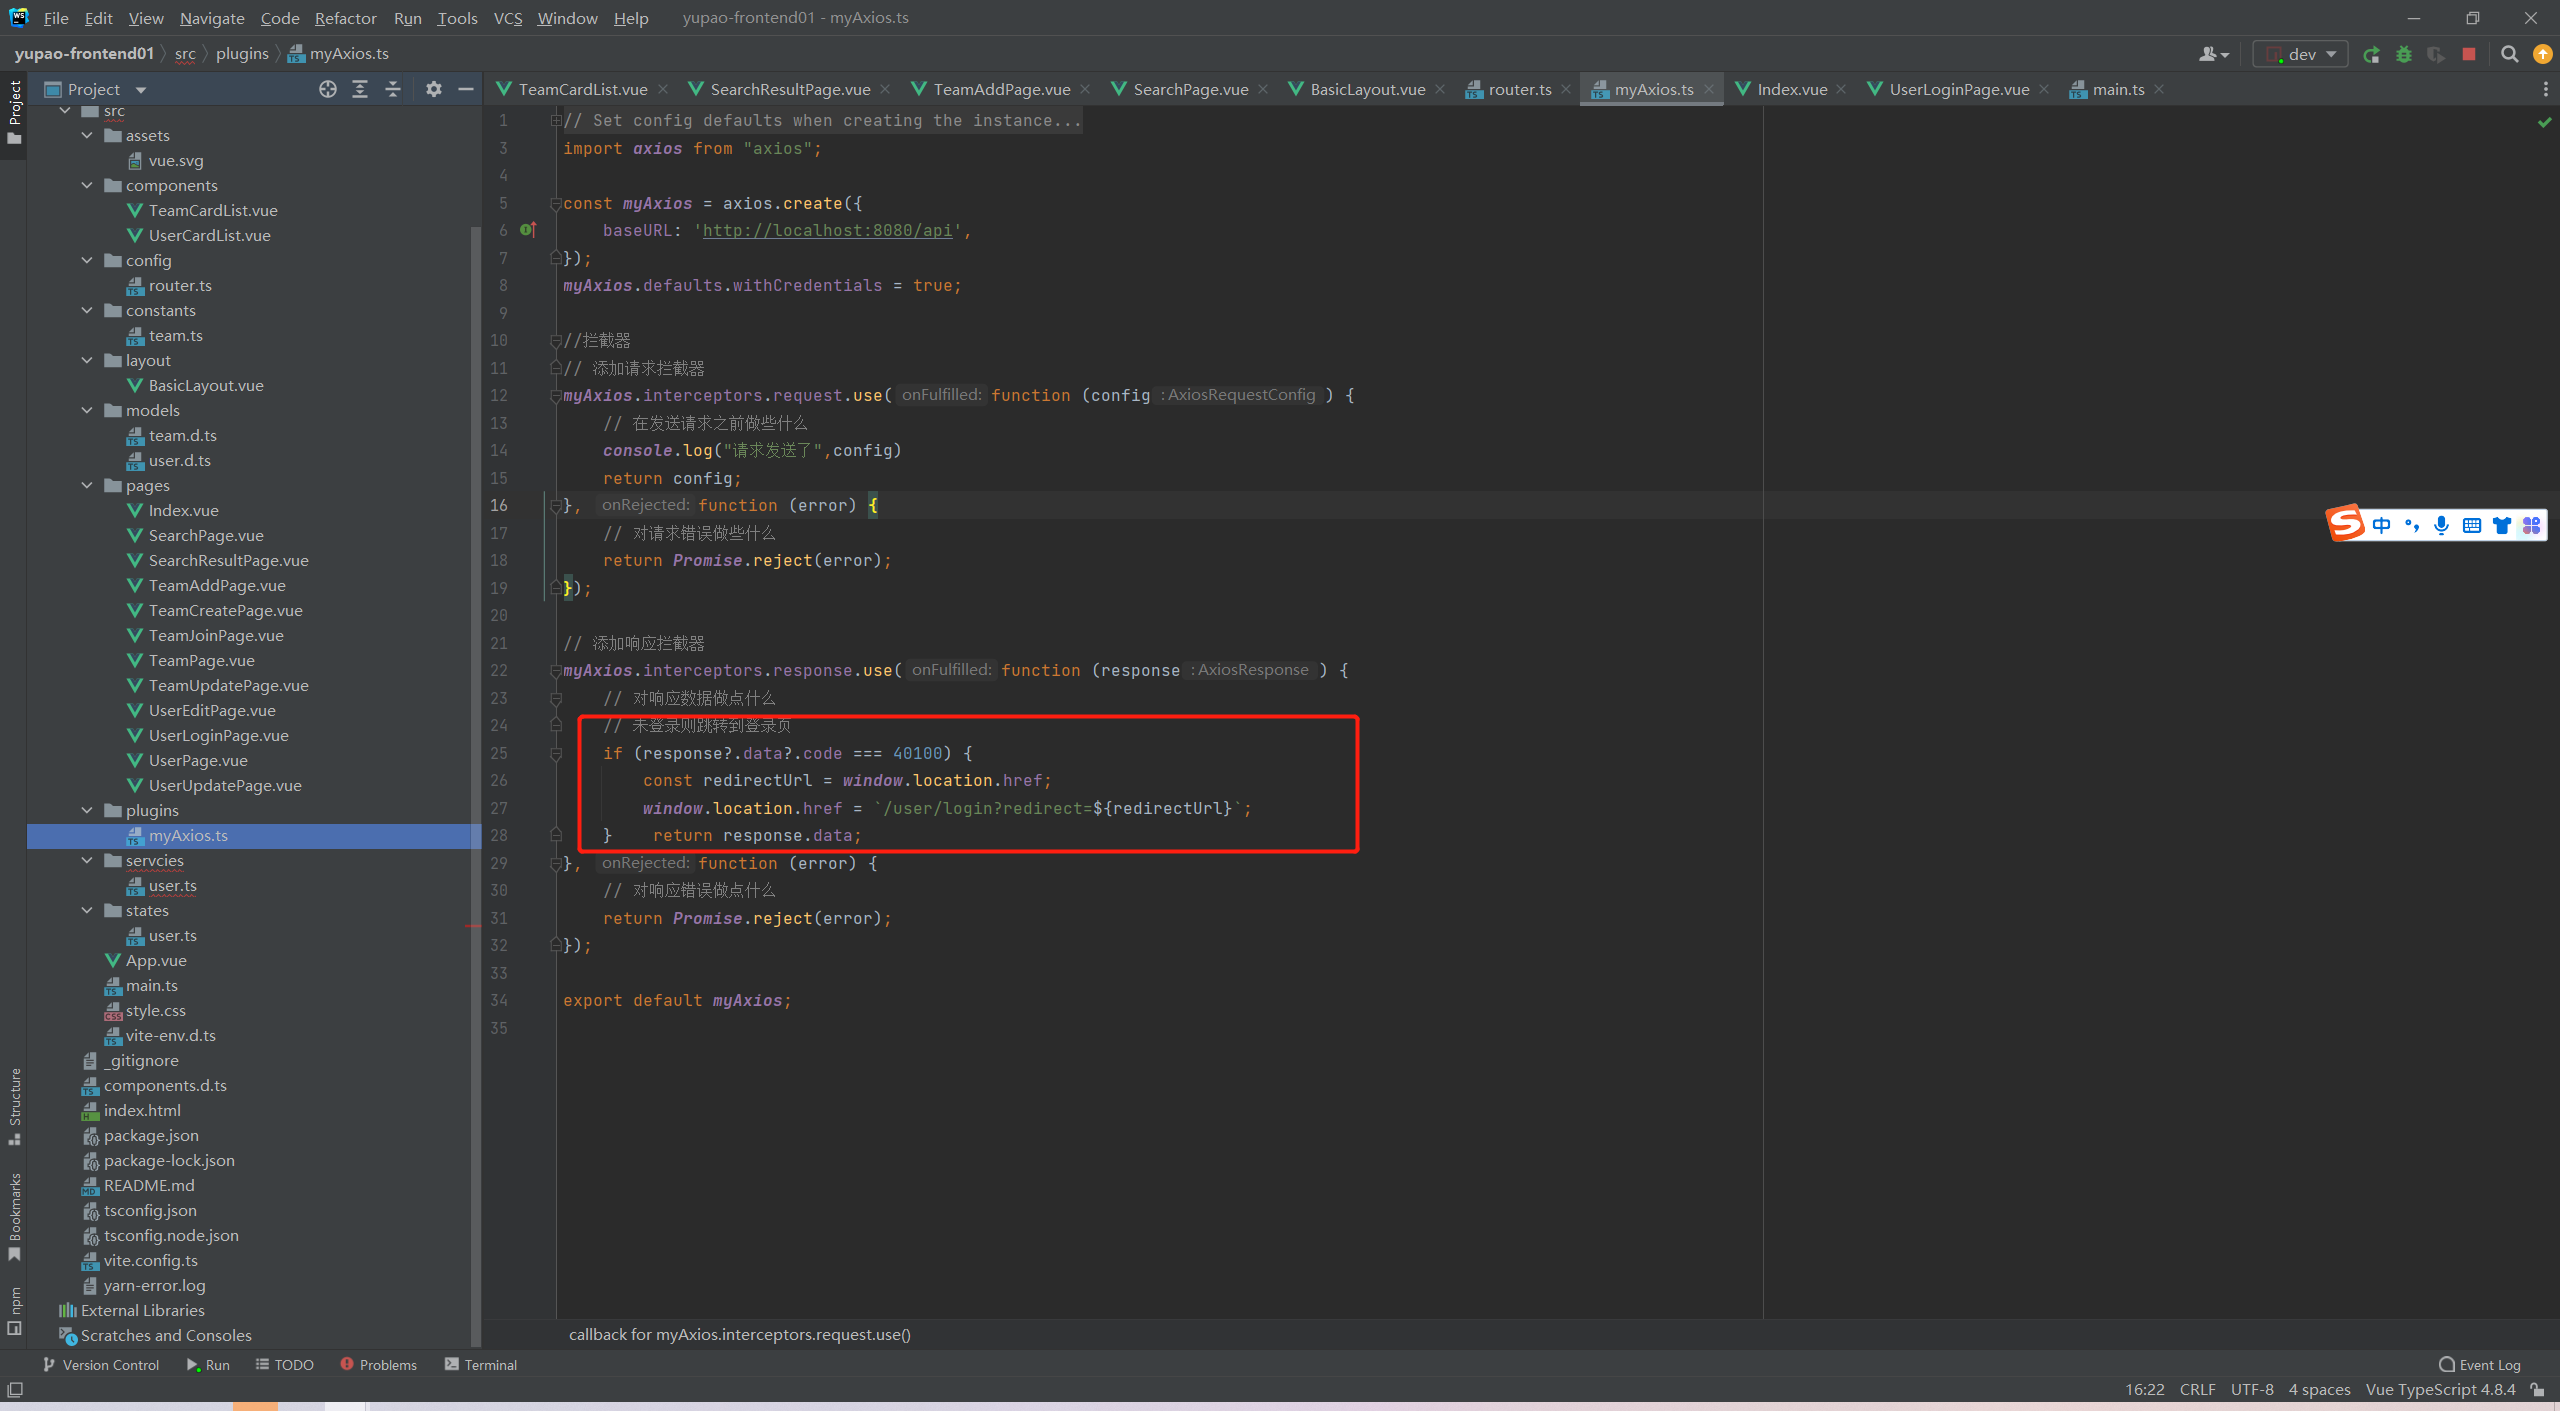 File Edit View Navigate Code Refactor Run Tools VCS Window Help yupao-frontend01 - myAxios.ts
yupao-frontend01 src plugins myAxios.ts
dev
Project
TeamCardList.vue SearchResultPage.vue TeamAddPage.vue SearchPage.vue BasicLayout.vue router.ts myAxios.ts Index.vue UserLoginPage.vue main.ts
Project
src
assets
vue.svg
components
TeamCardList.vue
UserCardList.vue
config
router.ts
constants
team.ts
layout
BasicLayout.vue
models
team.d.ts
user.d.ts
pages
Index.vue
SearchPage.vue
SearchResultPage.vue
TeamAddPage.vue
TeamCreatePage.vue
TeamJoinPage.vue
TeamPage.vue
TeamUpdatePage.vue
UserEditPage.vue
UserLoginPage.vue
UserPage.vue
UserUpdatePage.vue
plugins
myAxios.ts
servcies
user.ts
states
user.ts
App.vue
main.ts
style.css
vite-env.d.ts
_gitignore
components.d.ts
index.html
package.json
package-lock.json
README.md
tsconfig.json
tsconfig.node.json
vite.config.ts
yarn-error.log
External Libraries
Scratches and Consoles
Structure
Bookmarks
npm
1 // Set config defaults when creating the instance...
3 import axios from "axios";
4
5 const myAxios = axios.create({
6 baseURL: 'http://localhost:8080/api',
7 });
8 myAxios.defaults.withCredentials = true;
9
10 //拦截器
11 // 添加请求拦截器
12 myAxios.interceptors.request.use( onFulfilled: function (config : AxiosRequestConfig ) {
13 // 在发送请求之前做些什么
14 console.log("请求发送了",config)
15 return config;
16 }, onRejected: function (error) {
17 // 对请求错误做些什么
18 return Promise.reject(error);
19 });
20
21 // 添加响应拦截器
22 myAxios.interceptors.response.use( onFulfilled: function (response : AxiosResponse ) {
23 // 对响应数据做点什么
24 // 未登录则跳转到登录页
25 if (response?.data?.code === 40100) {
26 const redirectUrl = window.location.href;
27 window.location.href = `/user/login?redirect=${redirectUrl}`;
28 } return response.data;
29 }, onRejected: function (error) {
30 // 对响应错误做点什么
31 return Promise.reject(error);
32 });
33
34 export default myAxios;
35
中
callback for myAxios.interceptors.request.use()
Version Control Run TODO Problems Terminal Event Log
16:22 CRLF UTF-8 4 spaces Vue TypeScript 4.8.4